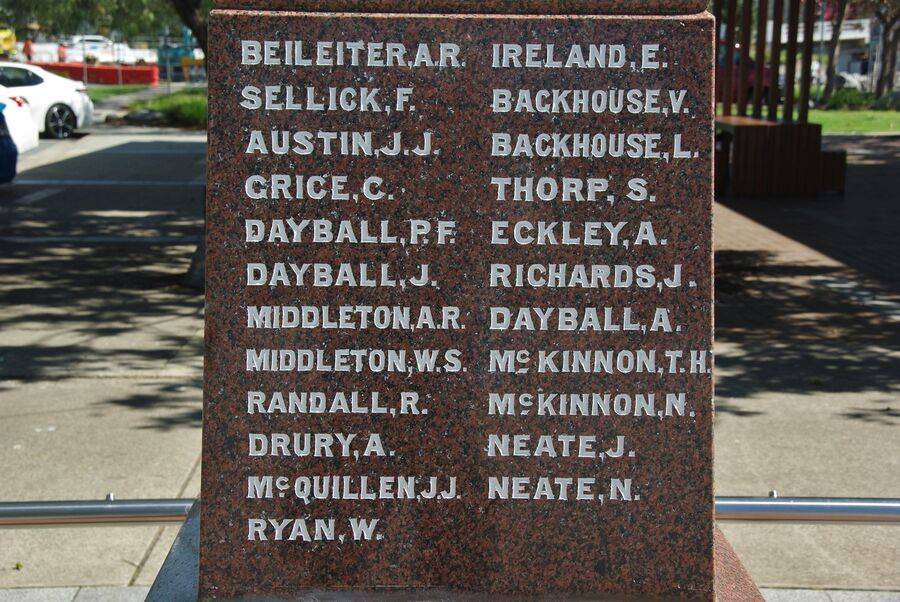 BEILEITER, A.R.
SELLICK, F.
AUSTIN, J.J.
GRICE, C.
DAYBALL, P.F.
DAYBALL, J.
MIDDLETON, A.R.
MIDDLETON, W.S.
RANDALL, R.
DRURY, A.
McQUILLEN, J.J.
RYAN, W.
IRELAND, E.
BACKHOUSE, V.
BACKHOUSE, L.
THORP, S.
ECKLEY, A.
RICHARDS, J.
DAYBALL, A.
McKINNON, T.H.
McKINNON, N.
NEATE, J.
NEATE, N.